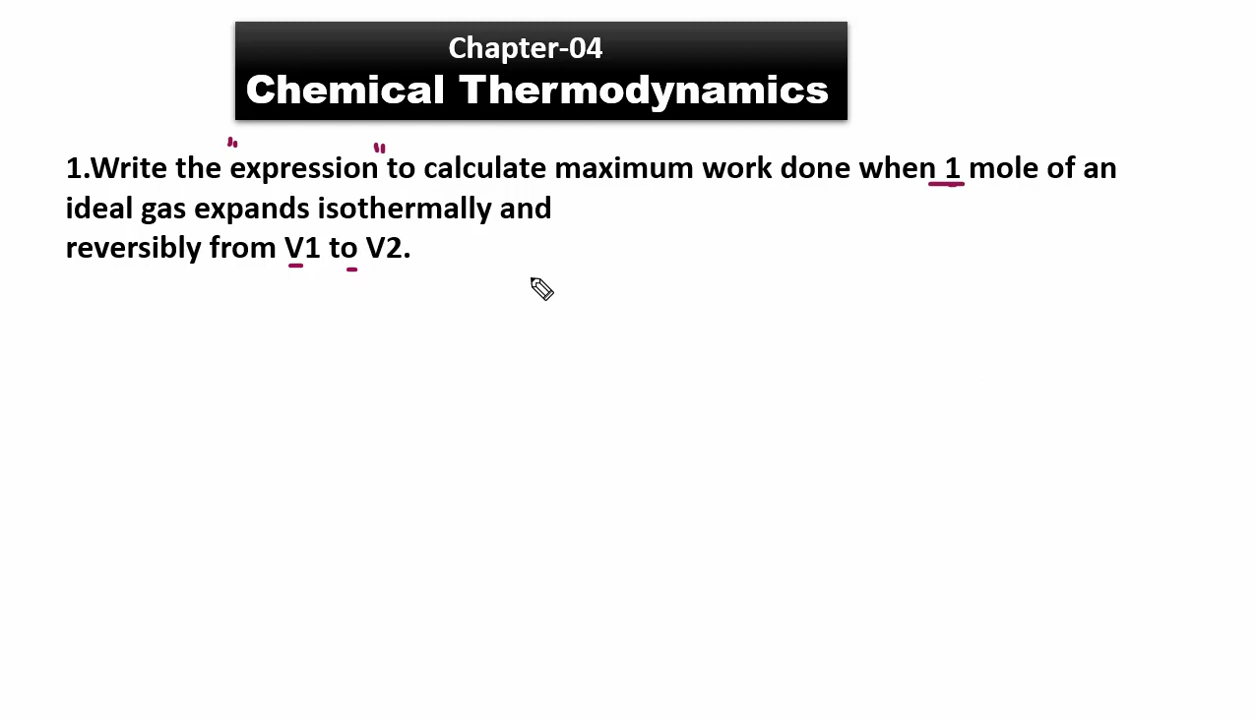 Chapter-04
Chemical Thermodynamics
1.Write the "expression" to calculate maximum work done when 1 mole of an
ideal gas expands isothermally and
reversibly from V1 to V2.